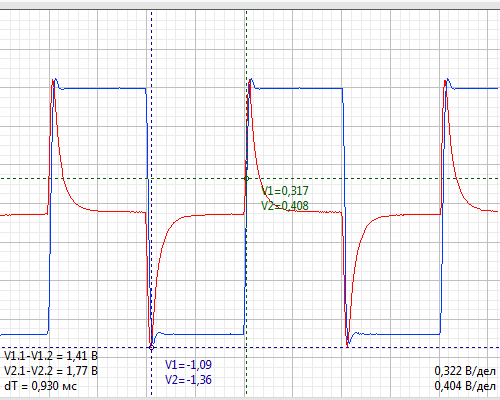 V1=0,317
V2=0,408
V1.1-V1.2 = 1,41 В
V2.1-V2.2 = 1,77 В
dT = 0,930 мс
V1=-1,09
V2=-1,36
0,322 В/дел
0,404 В/дел